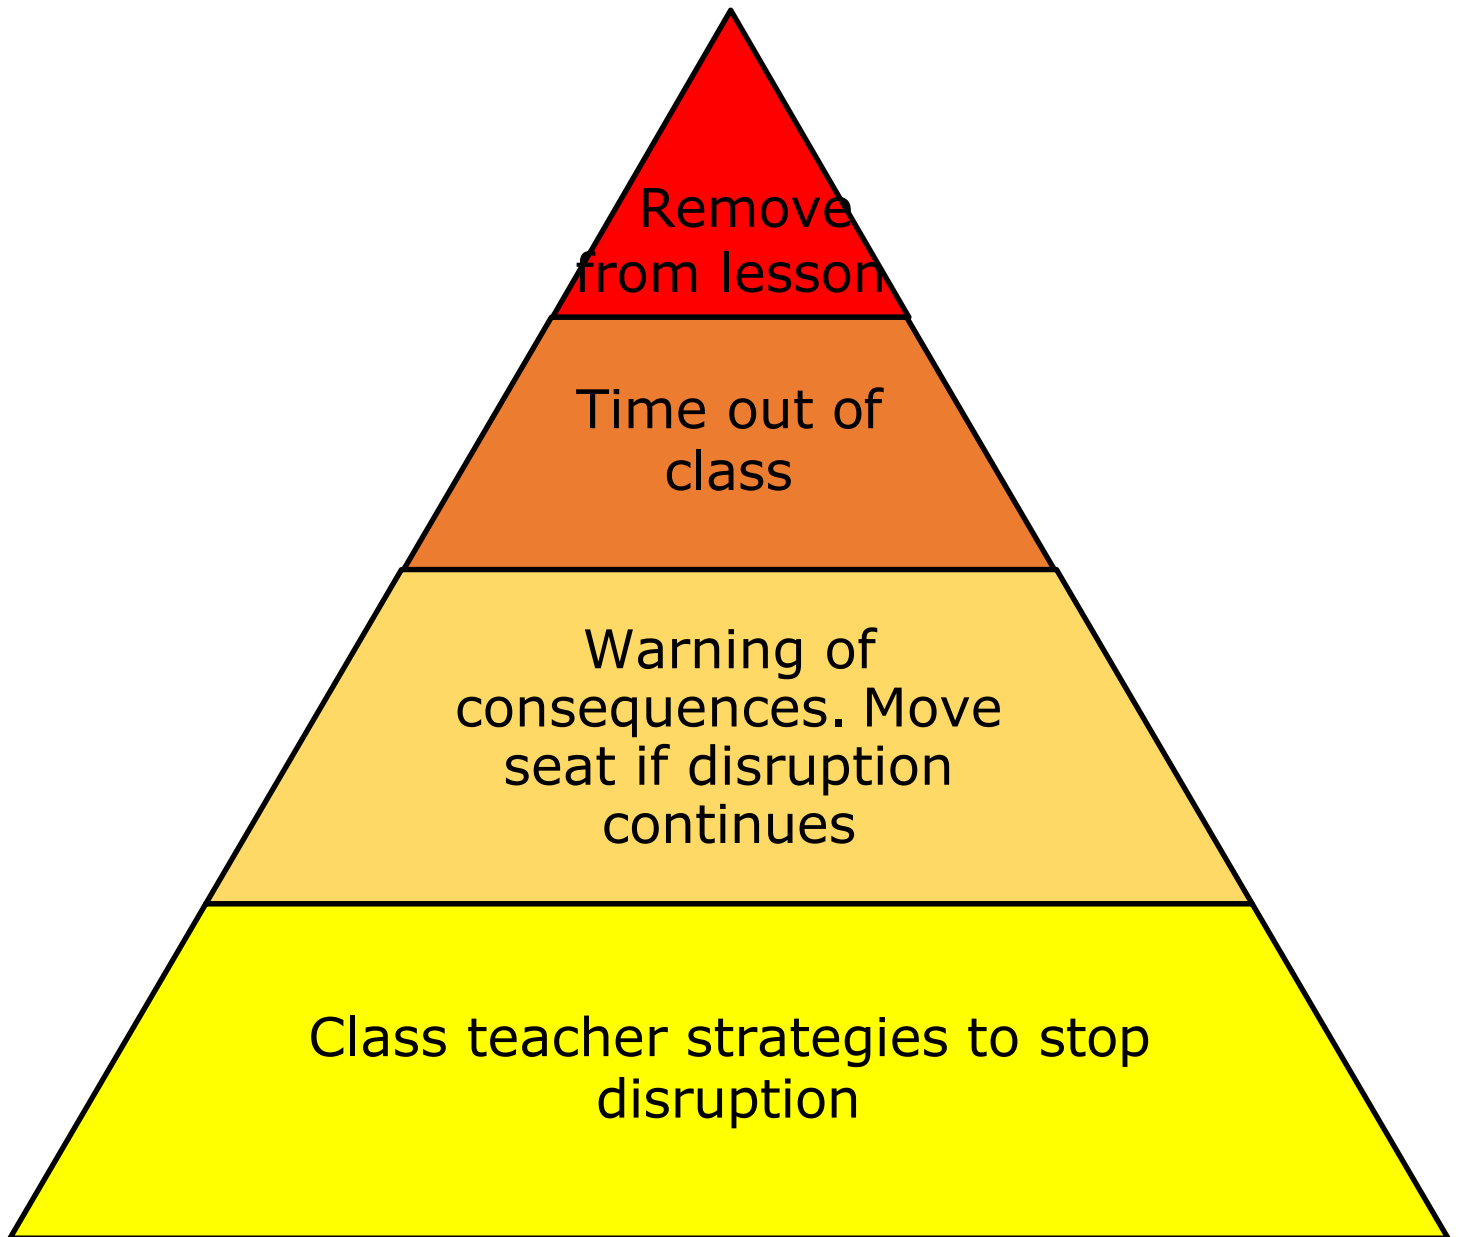 Remove
from lesson
Time out of
class
Warning of
consequences. Move
seat if disruption
continues
Class teacher strategies to stop
disruption